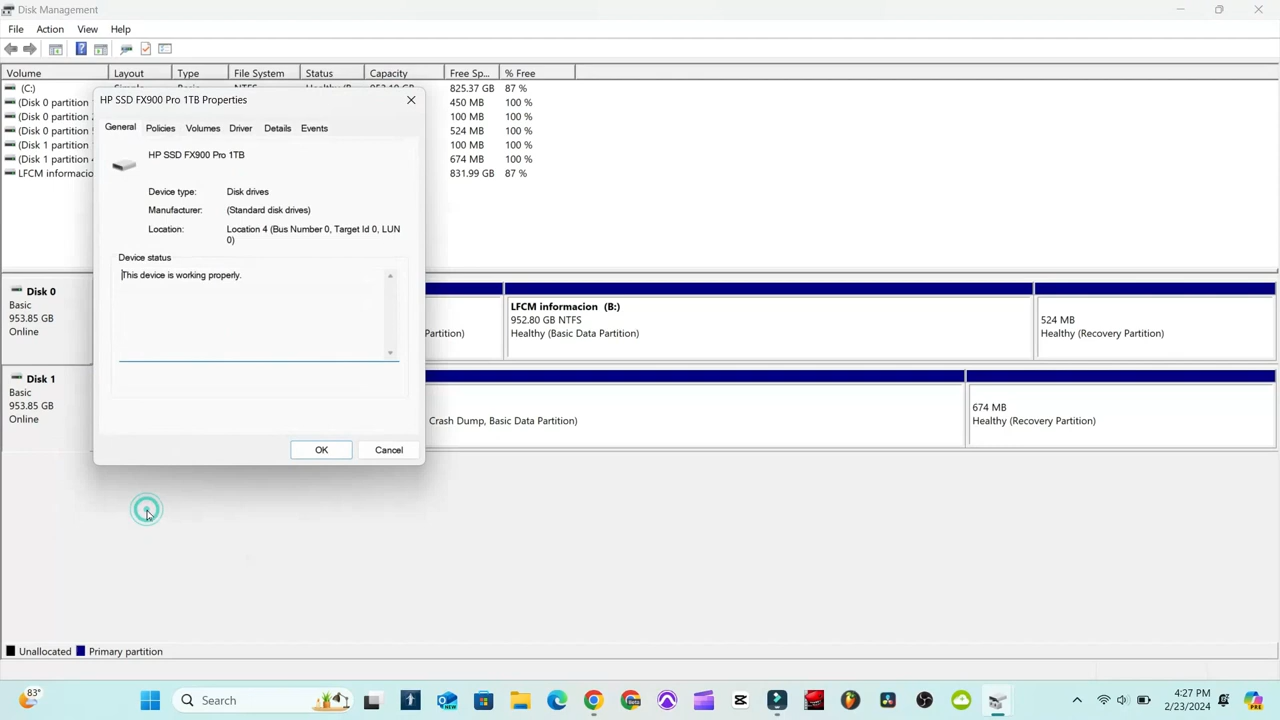 Disk Management
File Action View Help
Volume Layout Type File System Status Capacity Free Sp... % Free
(C:) 825.37 GB 87 %
(Disk 0 partition 450 MB 100 %
(Disk 0 partition 100 MB 100 %
(Disk 0 partition 524 MB 100 %
(Disk 1 partition 100 MB 100 %
(Disk 1 partition 674 MB 100 %
LFCM informacio 831.99 GB 87 %
HP SSD FX900 Pro 1TB Properties
General Policies Volumes Driver Details Events
HP SSD FX900 Pro 1TB
Device type: Disk drives
Manufacturer: (Standard disk drives)
Location: Location 4 (Bus Number 0, Target Id 0, LUN
0)
Device status
This device is working properly.
OK Cancel
Disk 0
Basic
953.85 GB
Online
Partition)
LFCM informacion (B:)
952.80 GB NTFS
Healthy (Basic Data Partition)
524 MB
Healthy (Recovery Partition)
Disk 1
Basic
953.85 GB
Online
Crash Dump, Basic Data Partition)
674 MB
Healthy (Recovery Partition)
Unallocated Primary partition
83°
Search
4:27 PM
2/23/2024